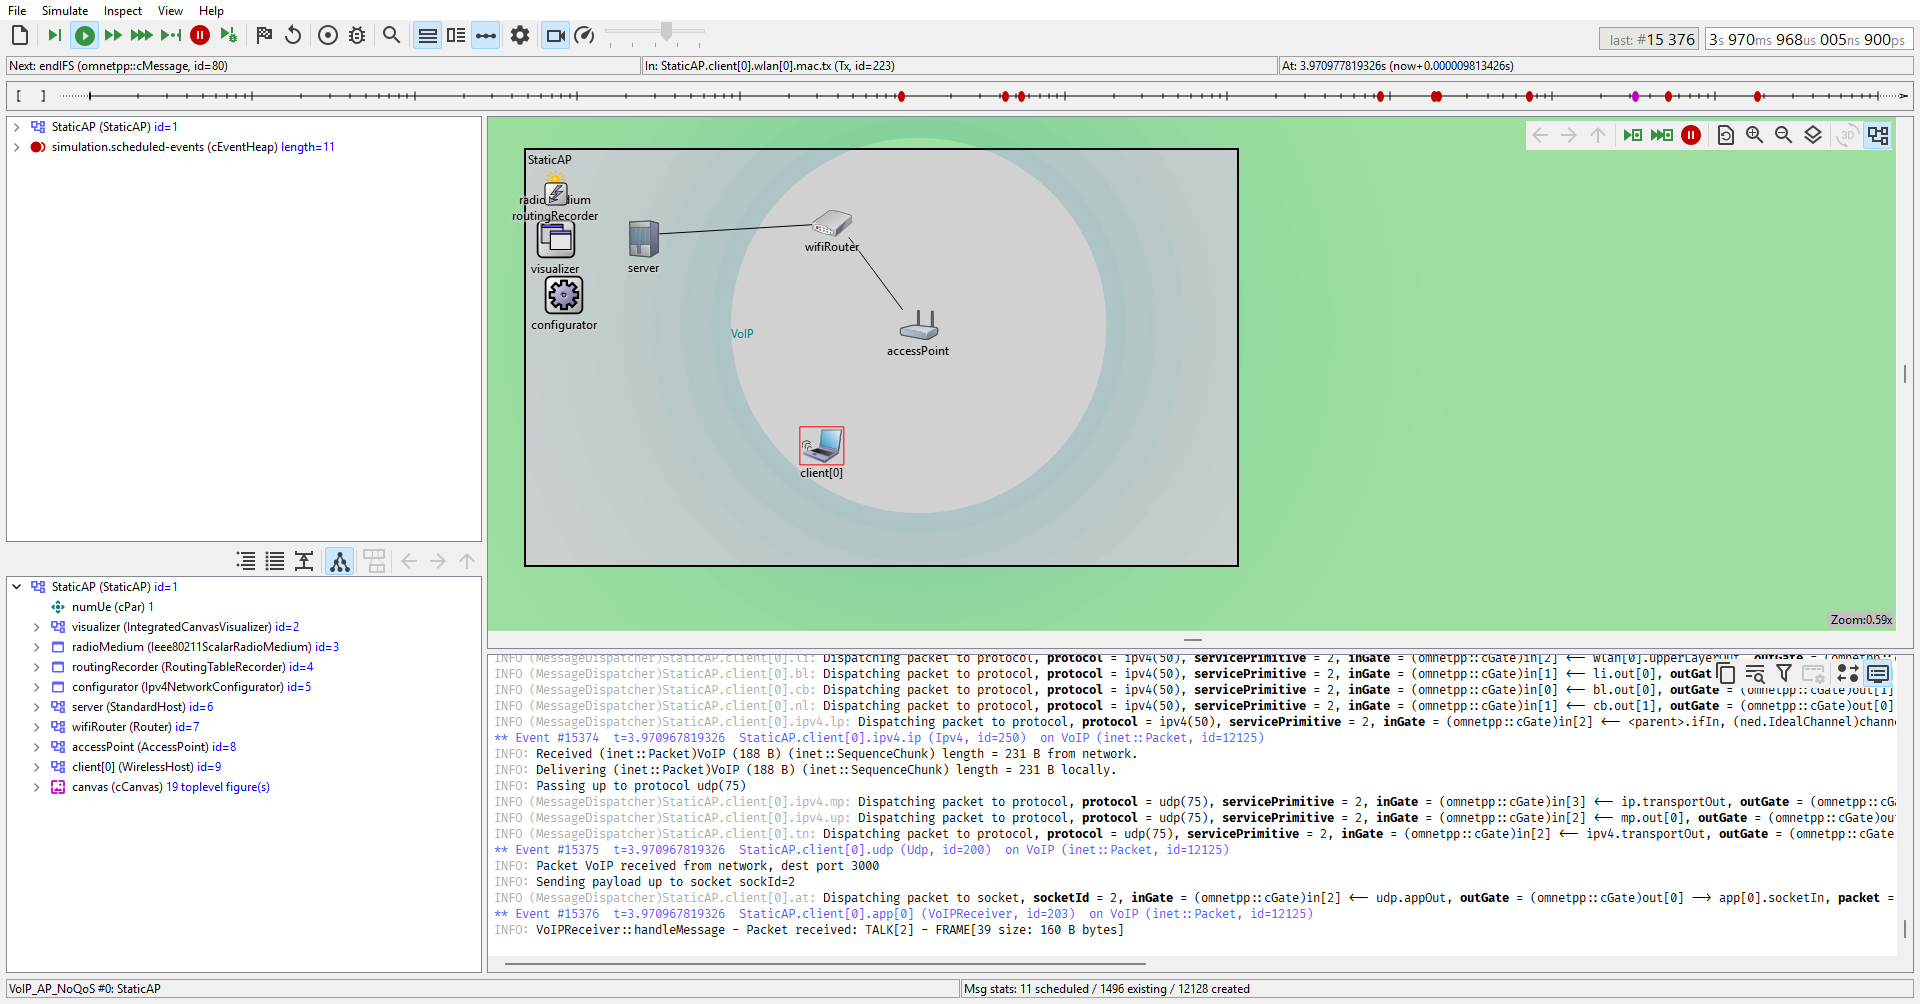 File Simulate Inspect View Help
last: #15 376
3s 970ms 968us 005ns 900ps
Next: endIFS (omnetpp::cMessage, id=80)
In: StaticAP.client[0].wlan[0].mac.tx (Tx, id=223)
At: 3.970977819326s (now+0.000009813426s)
[ ]
StaticAP (StaticAP) id=1
simulation.scheduled-events (cEventHeap) length=11
3D
StaticAP
routingRecorder
visualizer
configurator
server
wifiRouter
VoIP
accessPoint
client[0]
Zoom:0.59x
StaticAP (StaticAP) id=1
numUe (cPar) 1
visualizer (IntegratedCanvasVisualizer) id=2
radioMedium (Ieee80211ScalarRadioMedium) id=3
routingRecorder (RoutingTableRecorder) id=4
configurator (Ipv4NetworkConfigurator) id=5
server (StandardHost) id=6
wifiRouter (Router) id=7
accessPoint (AccessPoint) id=8
client[0] (WirelessHost) id=9
canvas (cCanvas) 19 toplevel figure(s)
INFO (MessageDispatcher)StaticAP.client[0].li: Dispatching packet to protocol, protocol = ipv4(50), servicePrimitive = 2, inGate = (omnetpp::cGate)in[2] <-- wlan[0].upperLayerOut, outGate
INFO (MessageDispatcher)StaticAP.client[0].bl: Dispatching packet to protocol, protocol = ipv4(50), servicePrimitive = 2, inGate = (omnetpp::cGate)in[1] <-- li.out[0], outGat
INFO (MessageDispatcher)StaticAP.client[0].cb: Dispatching packet to protocol, protocol = ipv4(50), servicePrimitive = 2, inGate = (omnetpp::cGate)in[0] <-- bl.out[0], outGate = (omnetpp::cGate)out[1]
INFO (MessageDispatcher)StaticAP.client[0].nl: Dispatching packet to protocol, protocol = ipv4(50), servicePrimitive = 2, inGate = (omnetpp::cGate)in[1] <-- cb.out[1], outGate = (omnetpp::cGate)out[0]
INFO (MessageDispatcher)StaticAP.client[0].ipv4.lp: Dispatching packet to protocol, protocol = ipv4(50), servicePrimitive = 2, inGate = (omnetpp::cGate)in[2] <-- <parent>.ifIn, (ned.IdealChannel)chann
** Event #15374 t=3.970967819326 StaticAP.client[0].ipv4.ip (Ipv4, id=250) on VoIP (inet::Packet, id=12125)
INFO: Received (inet::Packet)VoIP (188 B) (inet::SequenceChunk) length = 231 B from network.
INFO: Delivering (inet::Packet)VoIP (188 B) (inet::SequenceChunk) length = 231 B locally.
INFO: Passing up to protocol udp(75)
INFO (MessageDispatcher)StaticAP.client[0].ipv4.mp: Dispatching packet to protocol, protocol = udp(75), servicePrimitive = 2, inGate = (omnetpp::cGate)in[3] <-- ip.transportOut, outGate = (omnetpp::cGa
INFO (MessageDispatcher)StaticAP.client[0].ipv4.up: Dispatching packet to protocol, protocol = udp(75), servicePrimitive = 2, inGate = (omnetpp::cGate)in[2] <-- mp.out[0], outGate = (omnetpp::cGate)ou
INFO (MessageDispatcher)StaticAP.client[0].tn: Dispatching packet to protocol, protocol = udp(75), servicePrimitive = 2, inGate = (omnetpp::cGate)in[2] <-- ipv4.transportOut, outGate = (omnetpp::cGate
** Event #15375 t=3.970967819326 StaticAP.client[0].udp (Udp, id=200) on VoIP (inet::Packet, id=12125)
INFO: Packet VoIP received from network, dest port 3000
INFO: Sending payload up to socket sockId=2
INFO (MessageDispatcher)StaticAP.client[0].at: Dispatching packet to socket, socketId = 2, inGate = (omnetpp::cGate)in[2] <-- udp.appOut, outGate = (omnetpp::cGate)out[0] --> app[0].socketIn, packet =
** Event #15376 t=3.970967819326 StaticAP.client[0].app[0] (VoIPReceiver, id=203) on VoIP (inet::Packet, id=12125)
INFO: VoIPReceiver::handleMessage - Packet received: TALK[2] - FRAME[39 size: 160 B bytes]
VoIP_AP_NoQoS #0: StaticAP
Msg stats: 11 scheduled / 1496 existing / 12128 created